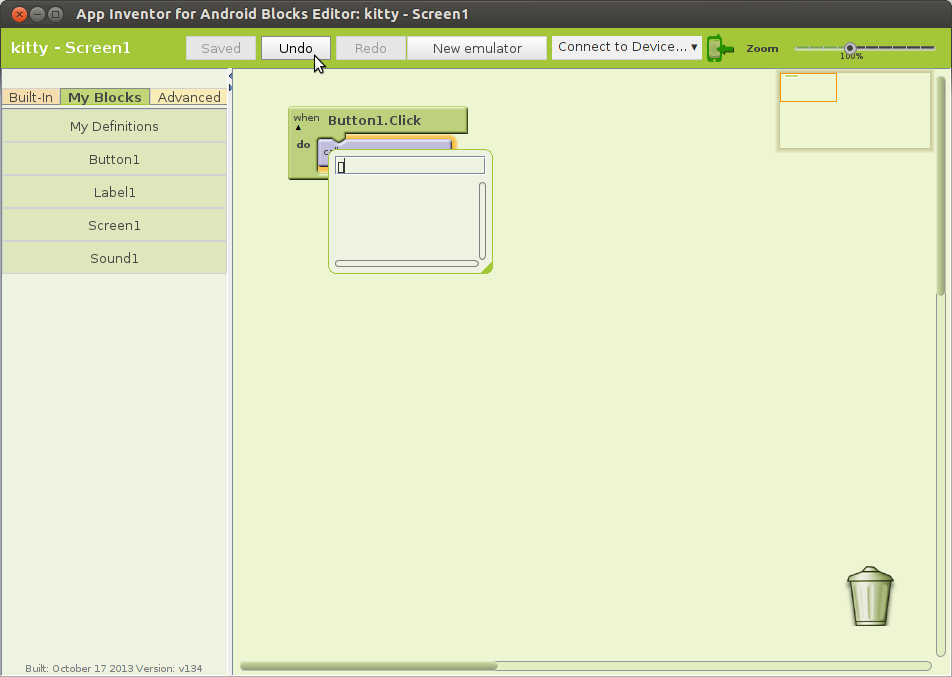 App Inventor for Android Blocks Editor: kitty - Screen1
kitty - Screen1
Saved
Undo
Redo
New emulator
Connect to Device...
Zoom
100%
Built-In
My Blocks
Advanced
My Definitions
Button1
Label1
Screen1
Sound1
when
Button1.Click
do
Built: October 17 2013 Version: v134